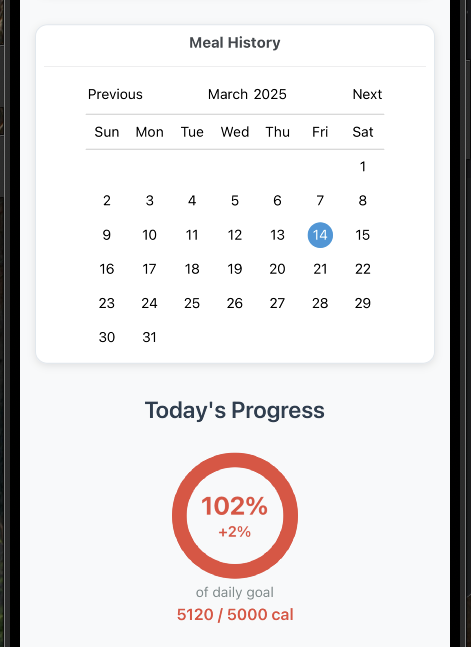 Meal History
Previous March 2025 Next
Sun Mon Tue Wed Thu Fri Sat
1
2 3 4 5 6 7 8
9 10 11 12 13 14 15
16 17 18 19 20 21 22
23 24 25 26 27 28 29
30 31
Today's Progress
102%
+2%
of daily goal
5120 / 5000 cal